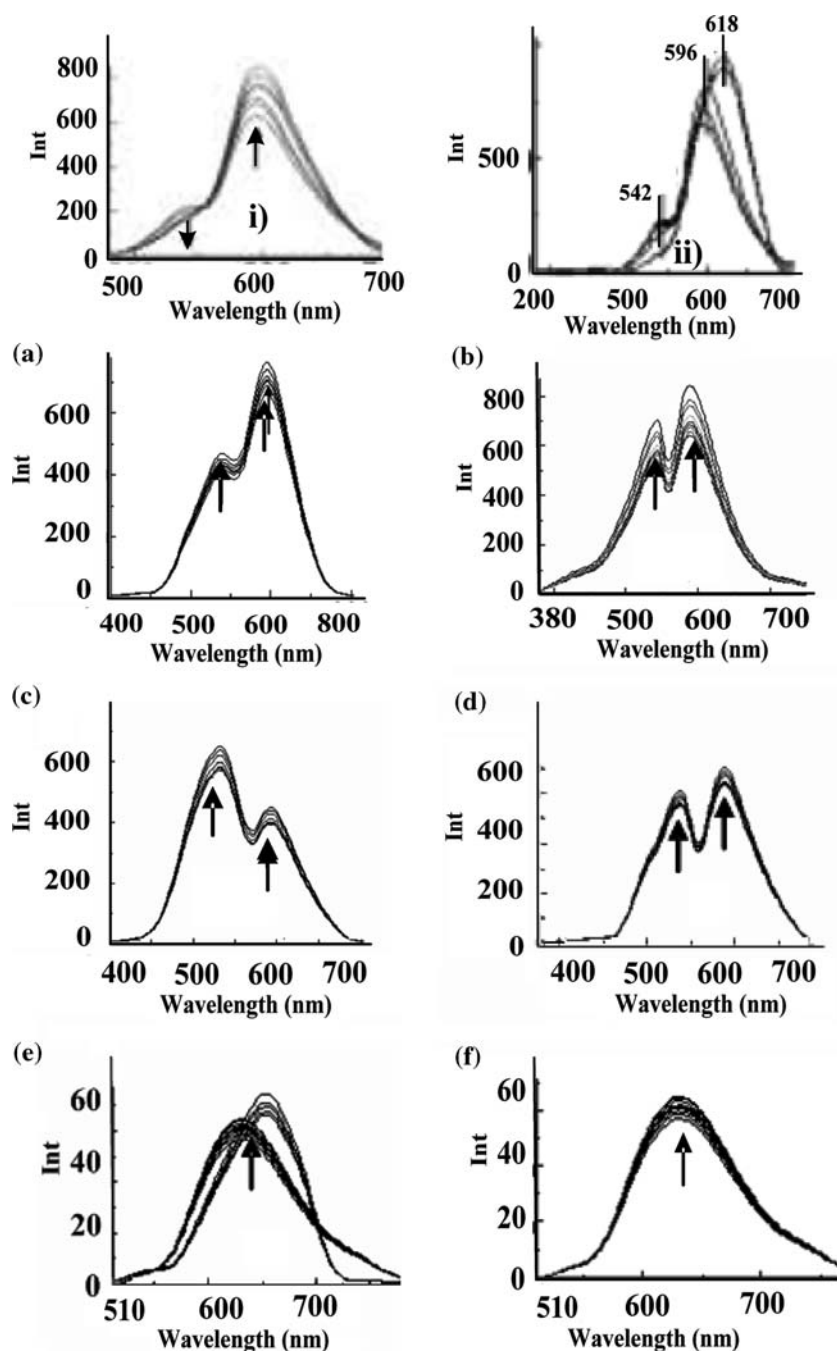 800
600
400
200
0
Int
i)
500 600 700
Wavelength (nm)
618
596
542
500
0
Int
ii)
200 500 600 700
Wavelength (nm)
(a)
600
400
200
0
Int
400 500 600 800
Wavelength (nm)
(b)
800
600
400
200
0
Int
380 500 600 700
Wavelength (nm)
(c)
600
400
200
0
Int
400 500 600 700
Wavelength (nm)
(d)
600
400
200
0
Int
400 500 600 700
Wavelength (nm)
(e)
60
40
20
0
Int
510 600 700
Wavelength (nm)
(f)
60
40
20
0
Int
510 600 700
Wavelength (nm)